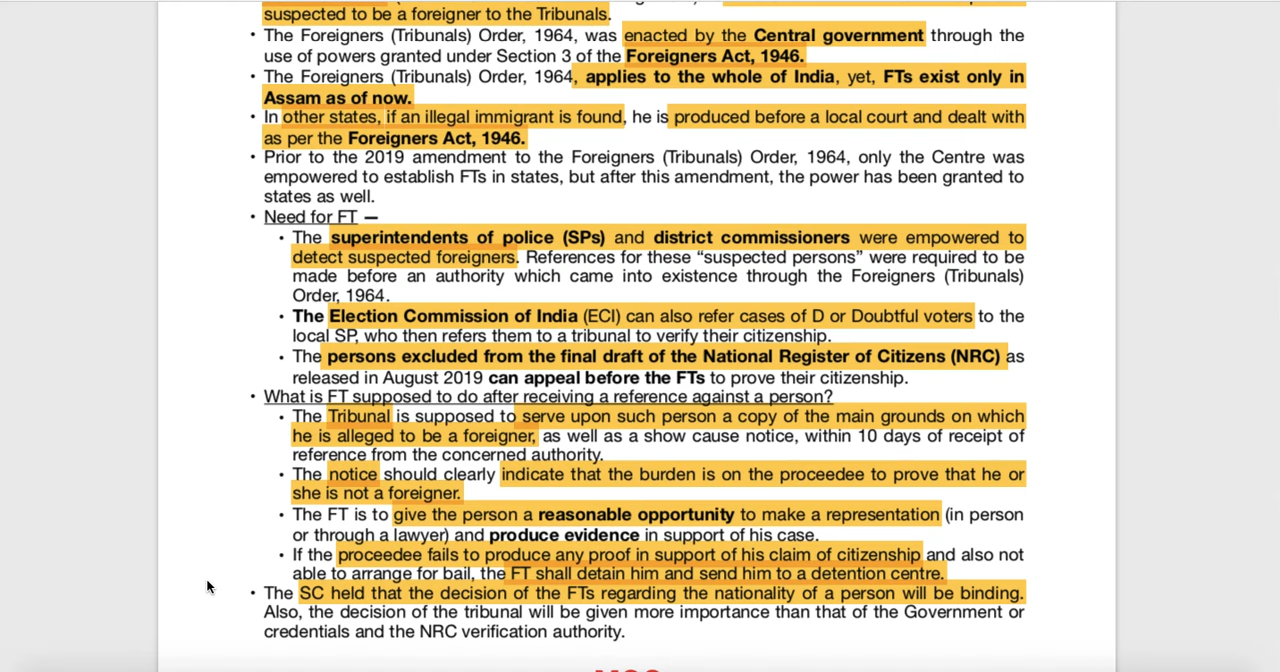 suspected to be a foreigner to the Tribunals.
• The Foreigners (Tribunals) Order, 1964, was enacted by the Central government through the
use of powers granted under Section 3 of the Foreigners Act, 1946.
• The Foreigners (Tribunals) Order, 1964, applies to the whole of India, yet, FTs exist only in
Assam as of now.
• In other states, if an illegal immigrant is found, he is produced before a local court and dealt with
as per the Foreigners Act, 1946.
• Prior to the 2019 amendment to the Foreigners (Tribunals) Order, 1964, only the Centre was
empowered to establish FTs in states, but after this amendment, the power has been granted to
states as well.
• Need for FT —
• The superintendents of police (SPs) and district commissioners were empowered to
detect suspected foreigners. References for these “suspected persons” were required to be
made before an authority which came into existence through the Foreigners (Tribunals)
Order, 1964.
• The Election Commission of India (ECI) can also refer cases of D or Doubtful voters to the
local SP, who then refers them to a tribunal to verify their citizenship.
• The persons excluded from the final draft of the National Register of Citizens (NRC) as
released in August 2019 can appeal before the FTs to prove their citizenship.
• What is FT supposed to do after receiving a reference against a person?
• The Tribunal is supposed to serve upon such person a copy of the main grounds on which
he is alleged to be a foreigner, as well as a show cause notice, within 10 days of receipt of
reference from the concerned authority.
• The notice should clearly indicate that the burden is on the proceedee to prove that he or
she is not a foreigner.
• The FT is to give the person a reasonable opportunity to make a representation (in person
or through a lawyer) and produce evidence in support of his case.
• If the proceedee fails to produce any proof in support of his claim of citizenship and also not
able to arrange for bail, the FT shall detain him and send him to a detention centre.
• The SC held that the decision of the FTs regarding the nationality of a person will be binding.
Also, the decision of the tribunal will be given more importance than that of the Government or
credentials and the NRC verification authority.